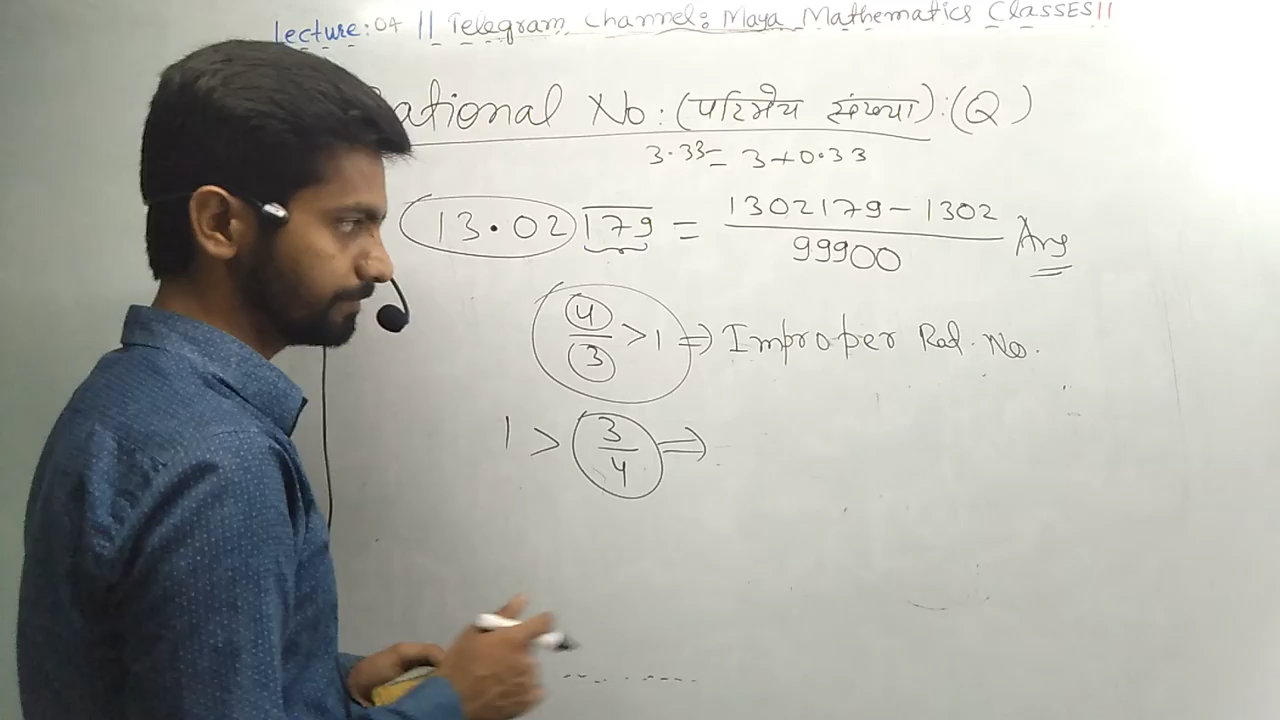 Lecture: 04 || Telegram Channel: Maya Mathematics Classes ||
ational No: (परिमेय संख्या): (Q)
3.33 = 3+0.33
13.02179̅ = 1302179 - 1302 / 99900 Ans
4/3 > 1 ⇒ Improper Rat. No.
1 > 3/4 ⇒